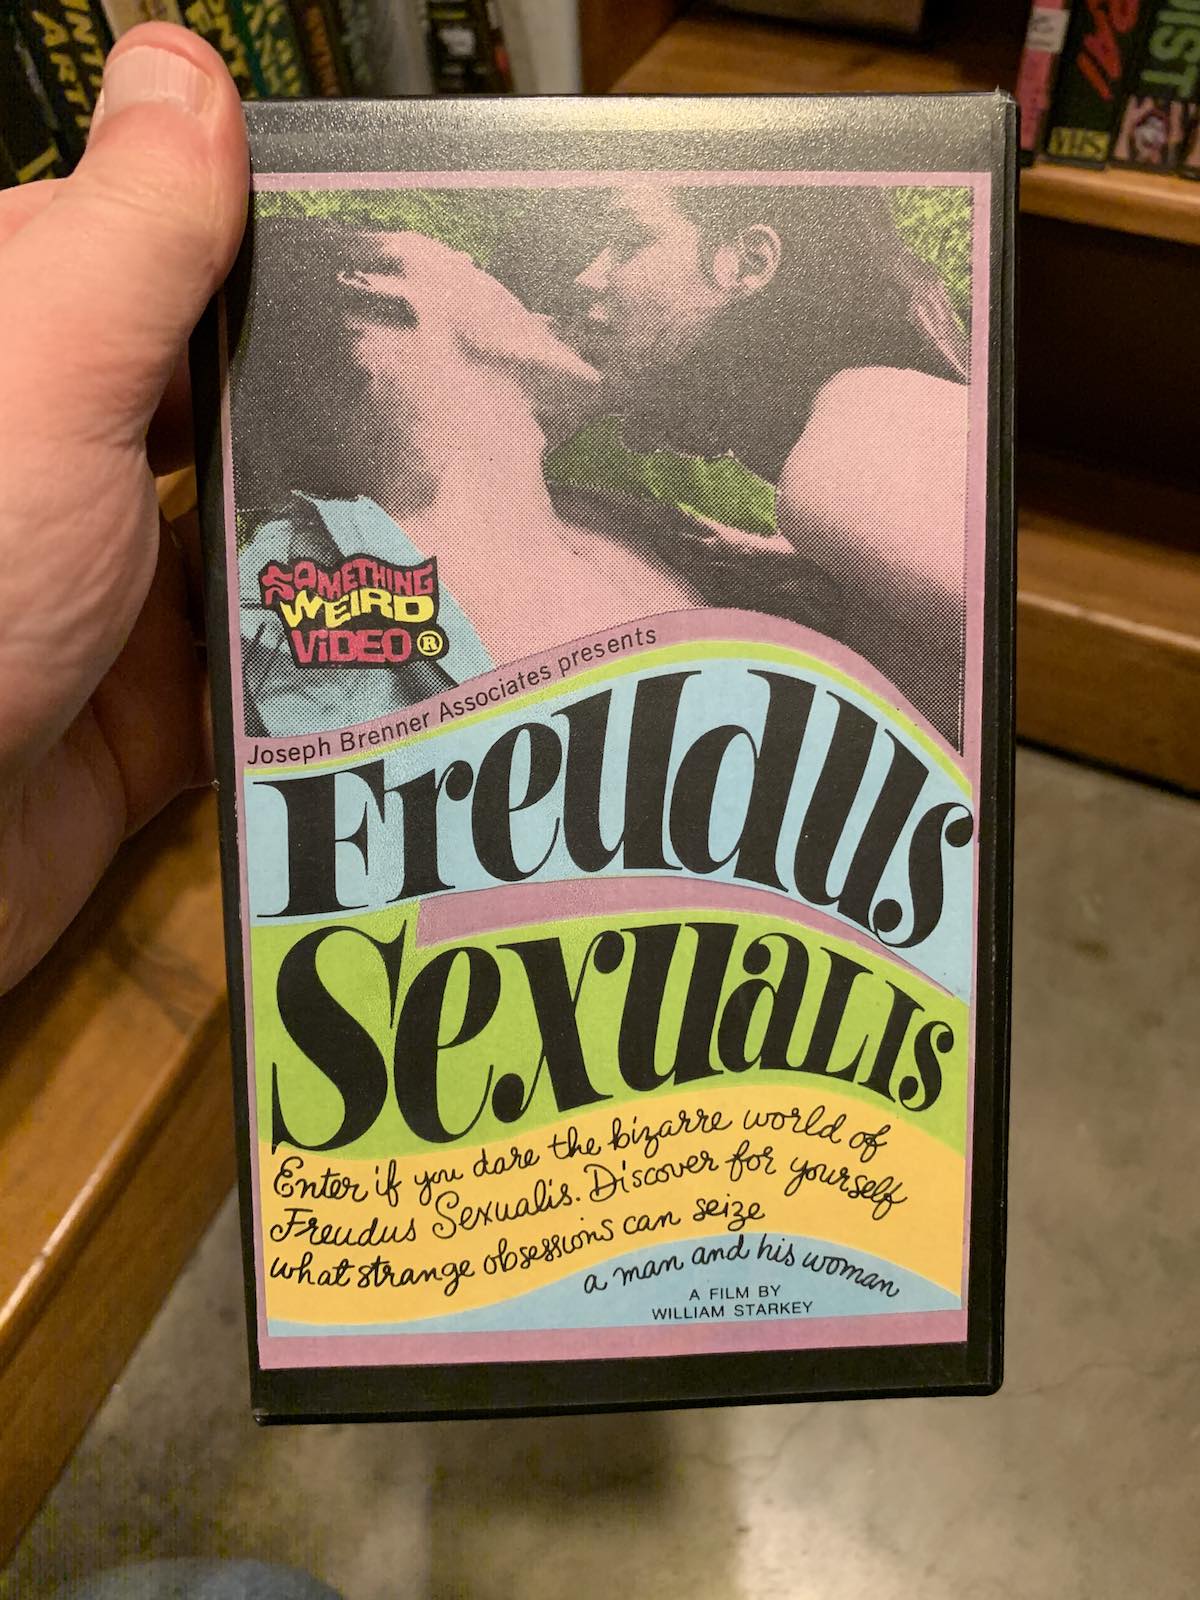 SOMETHING
WEIRD
VIDEO®
Joseph Brenner Associates presents
Freudus
Sexualis
Enter if you dare the bizarre world of
Freudus Sexualis. Discover for yourself
what strange obsessions can seize
a man and his woman
A FILM BY
WILLIAM STARKEY
VHS